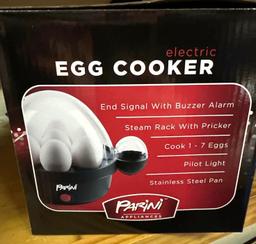 electric
EGG COOKER
End Signal With Buzzer Alarm
Steam Rack With Pricker
Cook 1 - 7 Eggs
Pilot Light
Stainless Steel Pan
PARINI
APPLIANCES